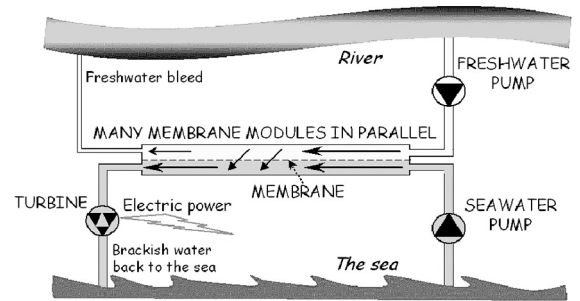 River
Freshwater bleed
FRESHWATER
PUMP
MANY MEMBRANE MODULES IN PARALLEL
MEMBRANE
TURBINE
Electric power
SEAWATER
PUMP
Brackish water
back to the sea
The sea